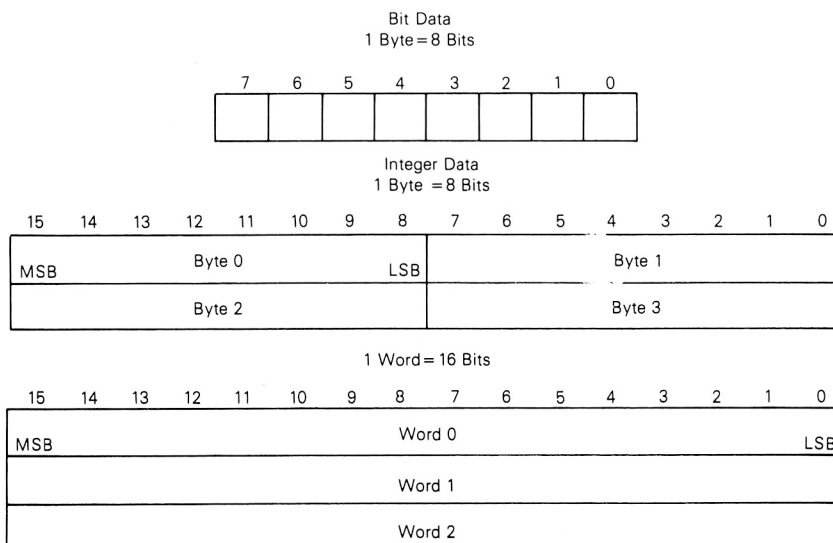 Bit Data
1 Byte=8 Bits
7 6 5 4 3 2 1 0
Integer Data
1 Byte =8 Bits
15 14 13 12 11 10 9 8 7 6 5 4 3 2 1 0
MSB Byte 0 LSB Byte 1
Byte 2 Byte 3
1 Word=16 Bits
15 14 13 12 11 10 9 8 7 6 5 4 3 2 1 0
MSB Word 0 LSB
Word 1
Word 2